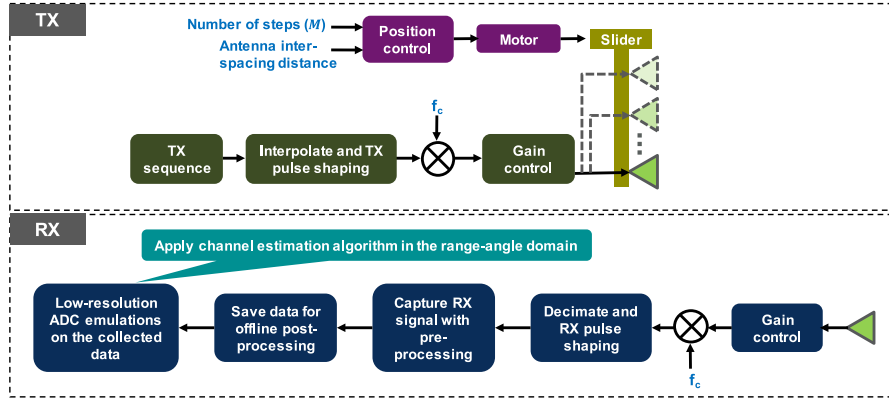 TX
Number of steps (M)
Antenna inter-
spacing distance
Position
control
Motor
Slider
f_c
TX
sequence
Interpolate and TX
pulse shaping
Gain
control
RX
Apply channel estimation algorithm in the range-angle domain
Low-resolution
ADC emulations
on the collected
data
Save data for
offline post-
processing
Capture RX
signal with
pre-
processing
Decimate and
RX pulse
shaping
f_c
Gain
control